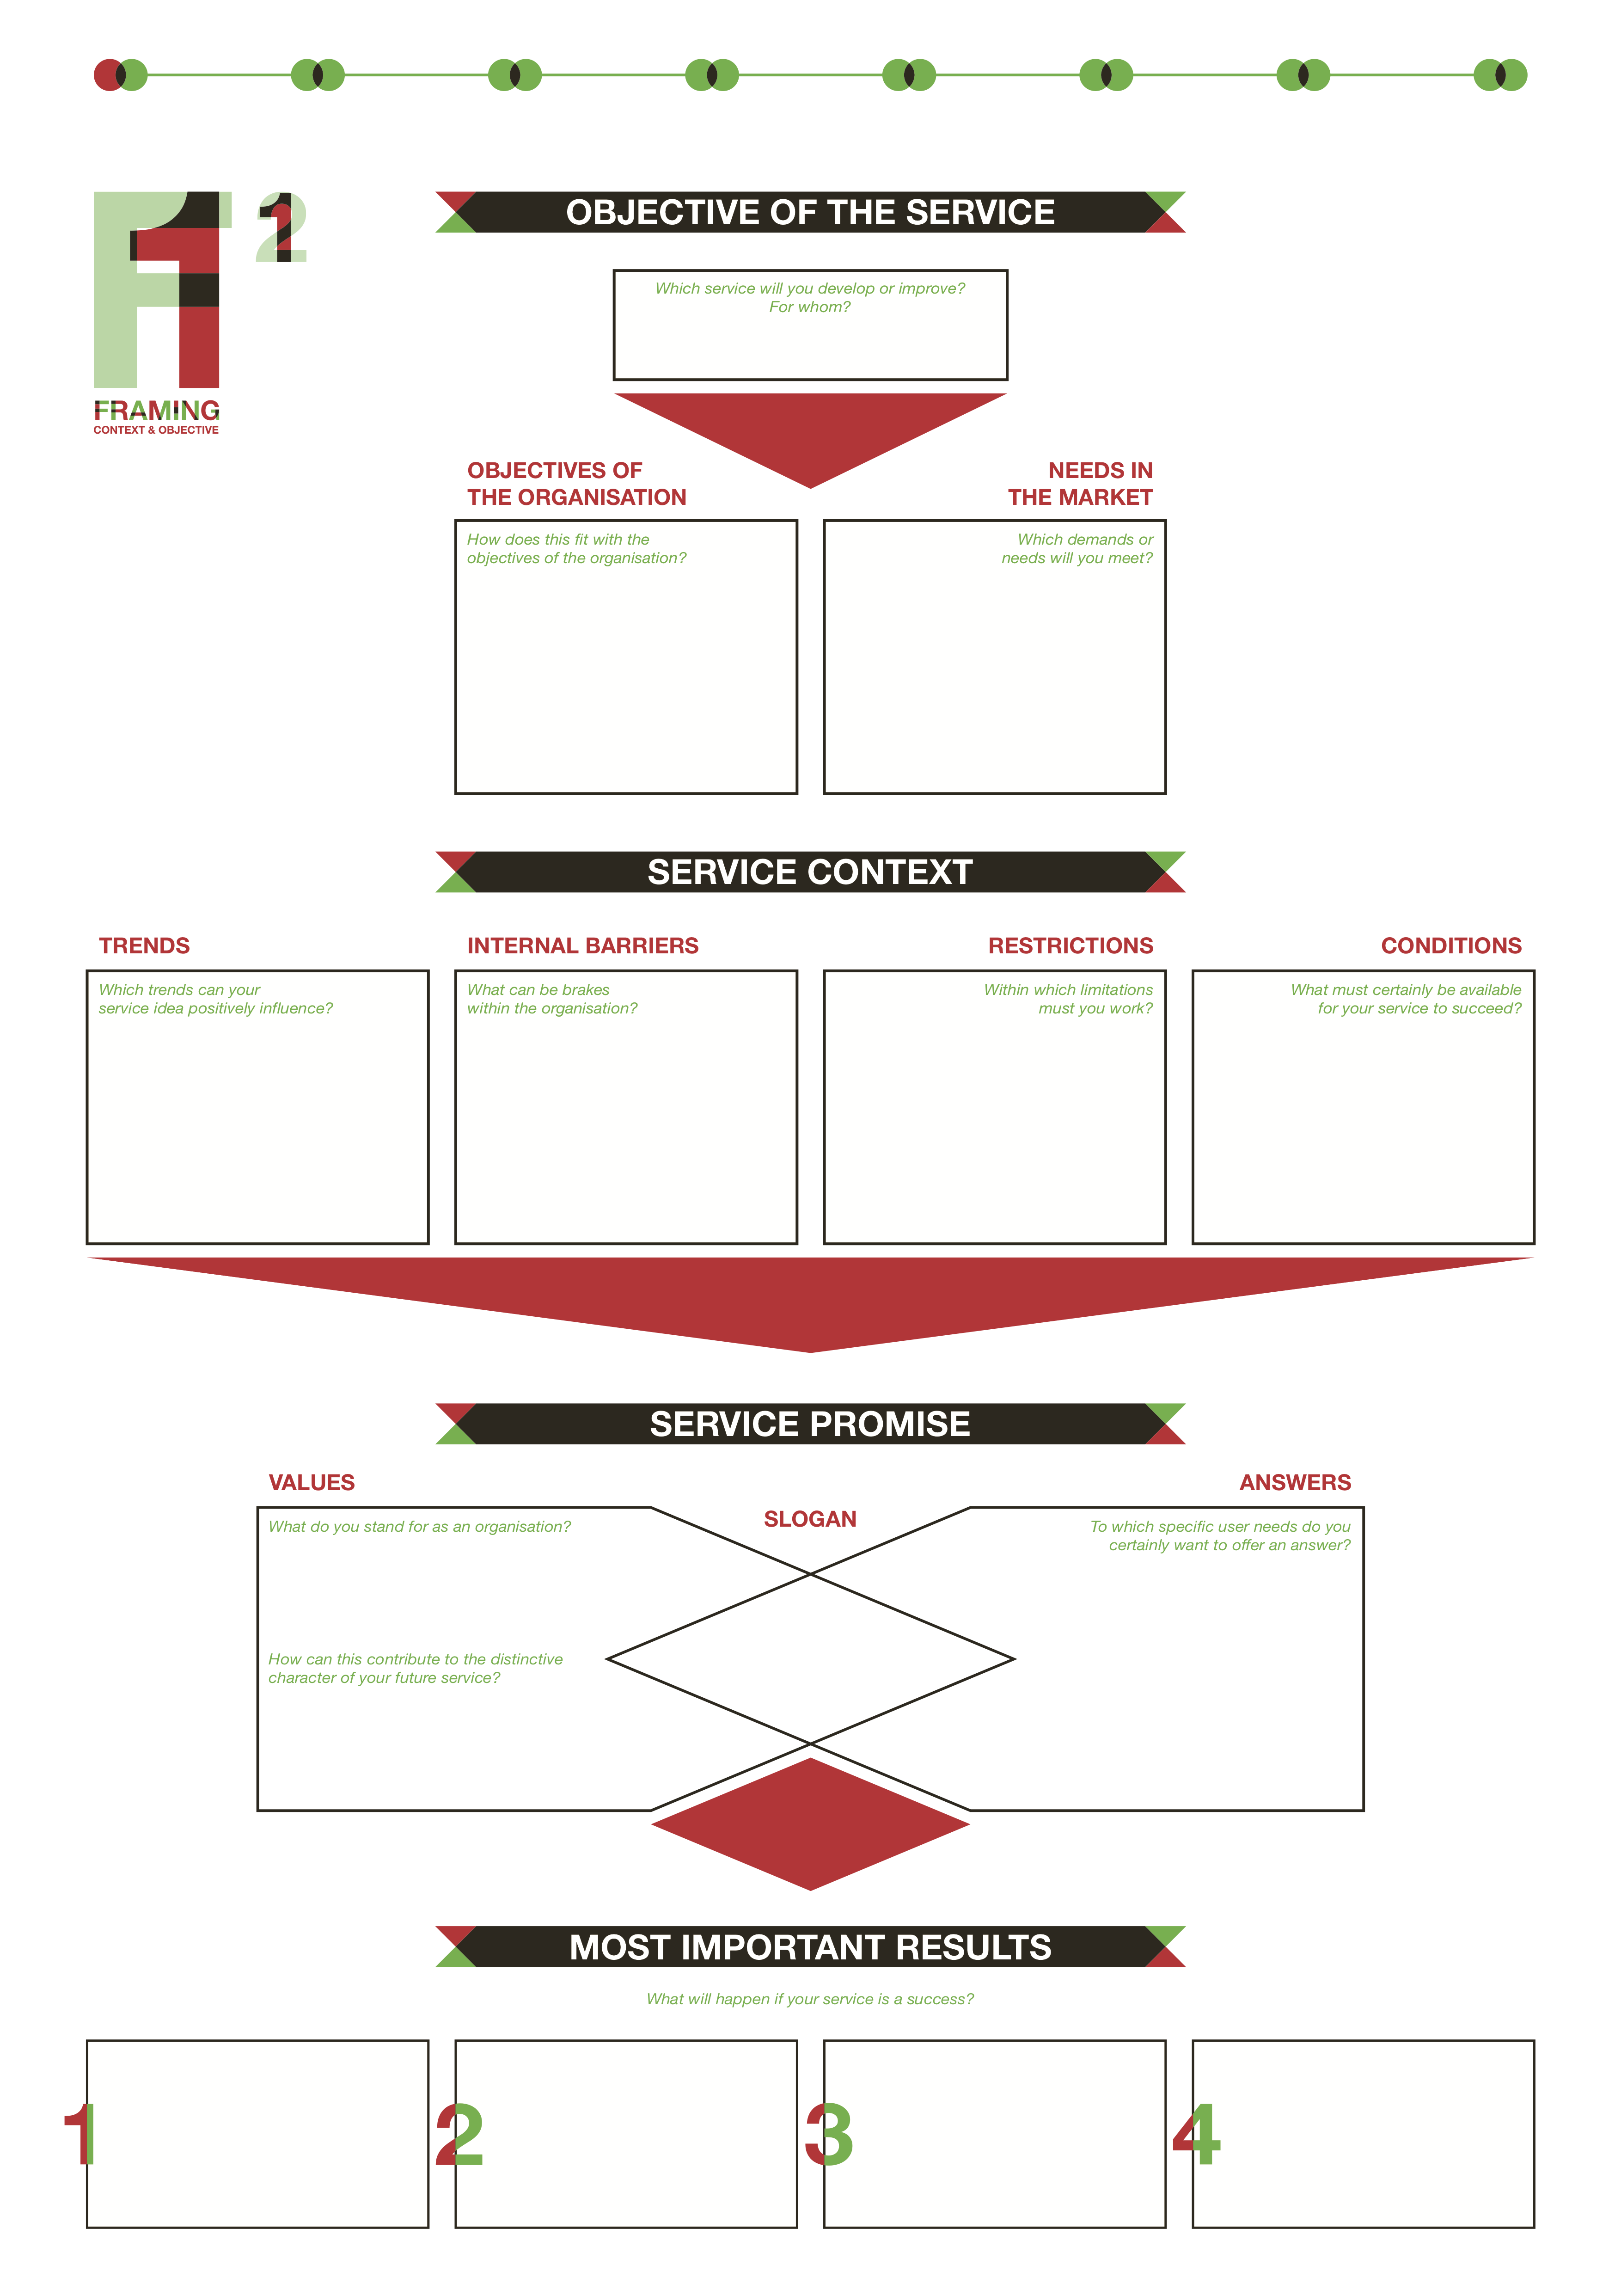 F1
12
FRAMING
CONTEXT & OBJECTIVE
OBJECTIVE OF THE SERVICE
Which service will you develop or improve?
For whom?
OBJECTIVES OF
THE ORGANISATION
How does this fit with the
objectives of the organisation?
NEEDS IN
THE MARKET
Which demands or
needs will you meet?
SERVICE CONTEXT
TRENDS
Which trends can your
service idea positively influence?
INTERNAL BARRIERS
What can be brakes
within the organisation?
RESTRICTIONS
Within which limitations
must you work?
CONDITIONS
What must certainly be available
for your service to succeed?
SERVICE PROMISE
VALUES
What do you stand for as an organisation?
How can this contribute to the distinctive
character of your future service?
SLOGAN
ANSWERS
To which specific user needs do you
certainly want to offer an answer?
MOST IMPORTANT RESULTS
What will happen if your service is a success?
1
2
3
4